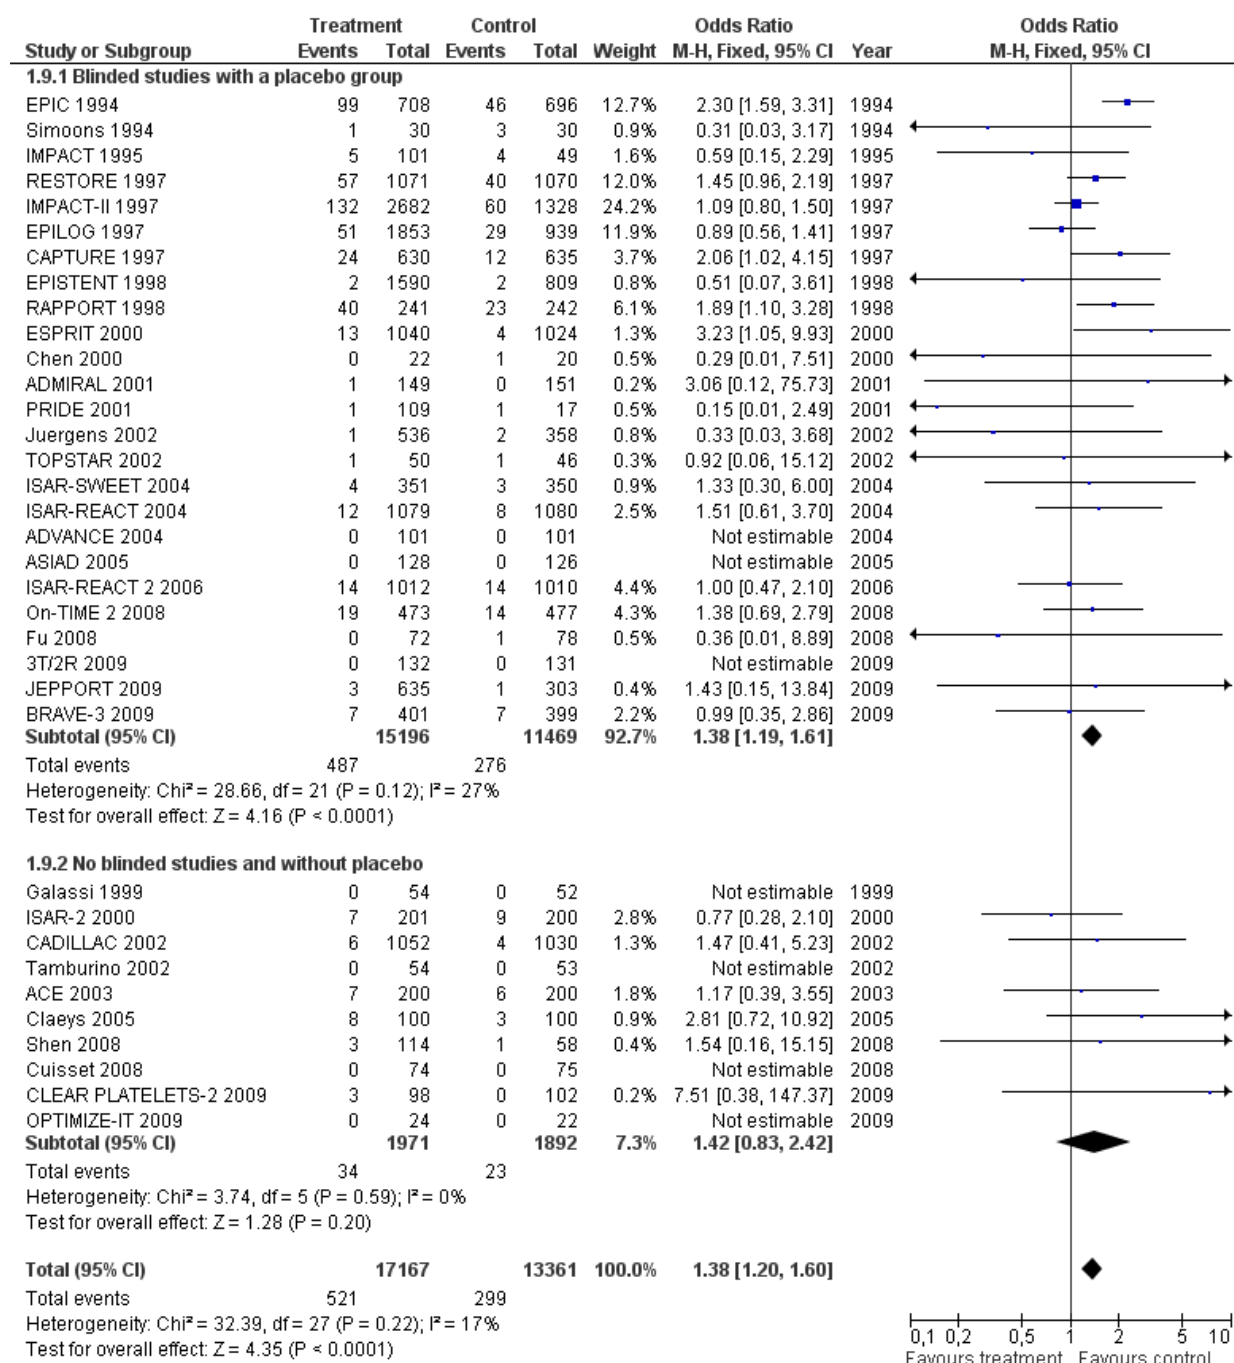 Treatment Control Odds Ratio Odds Ratio
Study or Subgroup Events Total Events Total Weight M-H, Fixed, 95% CI Year M-H, Fixed, 95% CI
1.9.1 Blinded studies with a placebo group
EPIC 1994 99 708 46 696 12.7% 2.30 [1.59, 3.31] 1994
Simoons 1994 1 30 3 30 0.9% 0.31 [0.03, 3.17] 1994
IMPACT 1995 5 101 4 49 1.6% 0.59 [0.15, 2.29] 1995
RESTORE 1997 57 1071 40 1070 12.0% 1.45 [0.96, 2.19] 1997
IMPACT-II 1997 132 2682 60 1328 24.2% 1.09 [0.80, 1.50] 1997
EPILOG 1997 51 1853 29 939 11.9% 0.89 [0.56, 1.41] 1997
CAPTURE 1997 24 630 12 635 3.7% 2.06 [1.02, 4.15] 1997
EPISTENT 1998 2 1590 2 809 0.8% 0.51 [0.07, 3.61] 1998
RAPPORT 1998 40 241 23 242 6.1% 1.89 [1.10, 3.28] 1998
ESPRIT 2000 13 1040 4 1024 1.3% 3.23 [1.05, 9.93] 2000
Chen 2000 0 22 1 20 0.5% 0.29 [0.01, 7.51] 2000
ADMIRAL 2001 1 149 0 151 0.2% 3.06 [0.12, 75.73] 2001
PRIDE 2001 1 109 1 17 0.5% 0.15 [0.01, 2.49] 2001
Juergens 2002 1 536 2 358 0.8% 0.33 [0.03, 3.68] 2002
TOPSTAR 2002 1 50 1 46 0.3% 0.92 [0.06, 15.12] 2002
ISAR-SWEET 2004 4 351 3 350 0.9% 1.33 [0.30, 6.00] 2004
ISAR-REACT 2004 12 1079 8 1080 2.5% 1.51 [0.61, 3.70] 2004
ADVANCE 2004 0 101 0 101 Not estimable 2004
ASIAD 2005 0 128 0 126 Not estimable 2005
ISAR-REACT 2 2006 14 1012 14 1010 4.4% 1.00 [0.47, 2.10] 2006
On-TIME 2 2008 19 473 14 477 4.3% 1.38 [0.69, 2.79] 2008
Fu 2008 0 72 1 78 0.5% 0.36 [0.01, 8.89] 2008
3T/2R 2009 0 132 0 131 Not estimable 2009
JEPPORT 2009 3 635 1 303 0.4% 1.43 [0.15, 13.84] 2009
BRAVE-3 2009 7 401 7 399 2.2% 0.99 [0.35, 2.86] 2009
Subtotal (95% CI) 15196 11469 92.7% 1.38 [1.19, 1.61]
Total events 487 276
Heterogeneity: Chi² = 28.66, df = 21 (P = 0.12); I² = 27%
Test for overall effect: Z = 4.16 (P < 0.0001)
1.9.2 No blinded studies and without placebo
Galassi 1999 0 54 0 52 Not estimable 1999
ISAR-2 2000 7 201 9 200 2.8% 0.77 [0.28, 2.10] 2000
CADILLAC 2002 6 1052 4 1030 1.3% 1.47 [0.41, 5.23] 2002
Tamburino 2002 0 54 0 53 Not estimable 2002
ACE 2003 7 200 6 200 1.8% 1.17 [0.39, 3.55] 2003
Claeys 2005 8 100 3 100 0.9% 2.81 [0.72, 10.92] 2005
Shen 2008 3 114 1 58 0.4% 1.54 [0.16, 15.15] 2008
Cuisset 2008 0 74 0 75 Not estimable 2008
CLEAR PLATELETS-2 2009 3 98 0 102 0.2% 7.51 [0.38, 147.37] 2009
OPTIMIZE-IT 2009 0 24 0 22 Not estimable 2009
Subtotal (95% CI) 1971 1892 7.3% 1.42 [0.83, 2.42]
Total events 34 23
Heterogeneity: Chi² = 3.74, df = 5 (P = 0.59); I² = 0%
Test for overall effect: Z = 1.28 (P = 0.20)
Total (95% CI) 17167 13361 100.0% 1.38 [1.20, 1.60]
Total events 521 299
Heterogeneity: Chi² = 32.39, df = 27 (P = 0.22); I² = 17%
Test for overall effect: Z = 4.35 (P < 0.0001)
0,1 0,2 0,5 1 2 5 10
Favours treatment Favours control